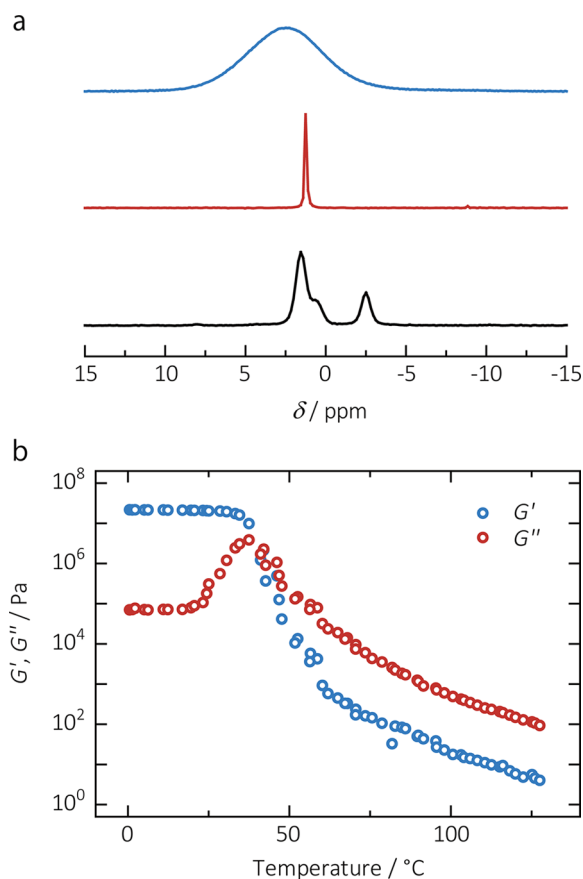 a
15 10 5 0 -5 -10 -15
δ / ppm
b
10⁸
10⁶
10⁴
10²
10⁰
G', G'' / Pa
G'
G''
0 50 100
Temperature / °C